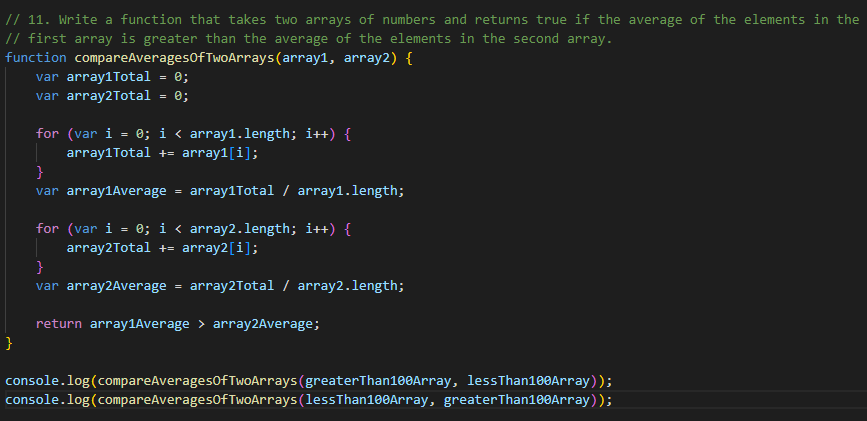 // 11. Write a function that takes two arrays of numbers and returns true if the average of the elements in the
// first array is greater than the average of the elements in the second array.
function compareAveragesOfTwoArrays(array1, array2) {
    var array1Total = 0;
    var array2Total = 0;

    for (var i = 0; i < array1.length; i++) {
        array1Total += array1[i];
    }
    var array1Average = array1Total / array1.length;

    for (var i = 0; i < array2.length; i++) {
        array2Total += array2[i];
    }
    var array2Average = array2Total / array2.length;

    return array1Average > array2Average;
}

console.log(compareAveragesOfTwoArrays(greaterThan100Array, lessThan100Array));
console.log(compareAveragesOfTwoArrays(lessThan100Array, greaterThan100Array));